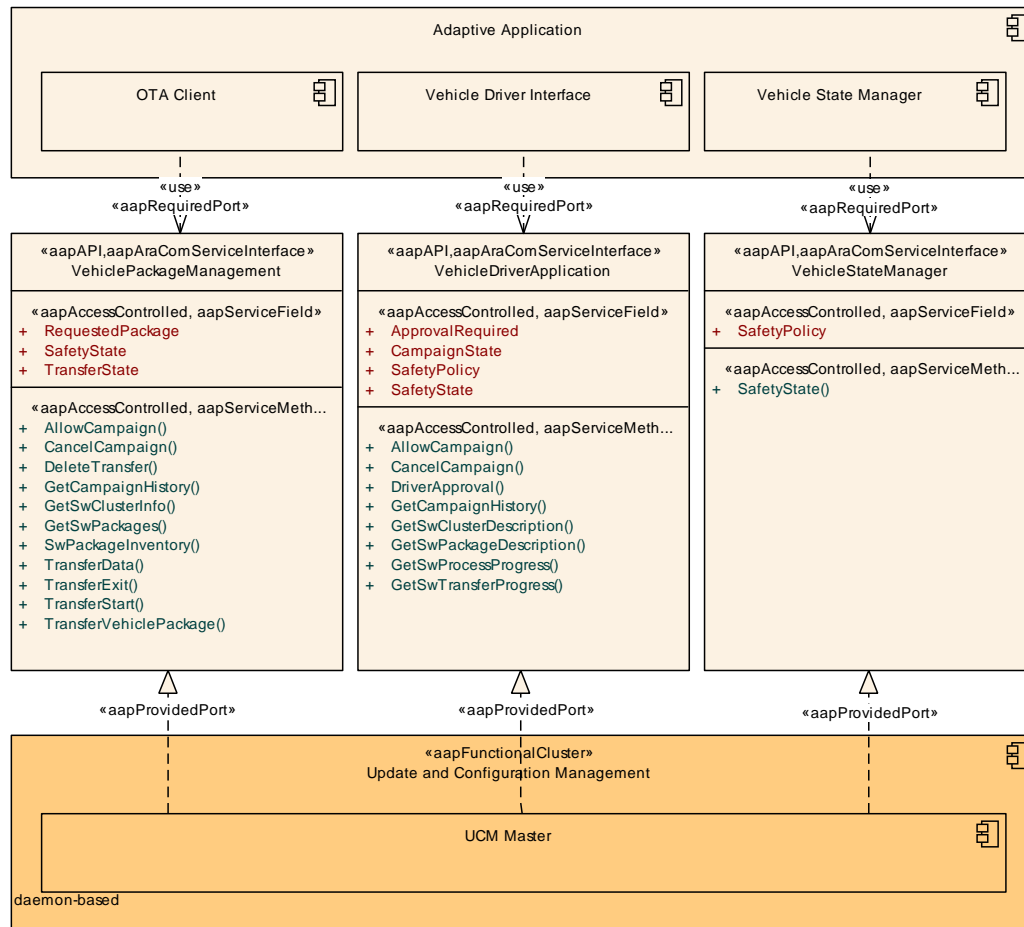 Adaptive Application
OTA Client
Vehicle Driver Interface
Vehicle State Manager
«use»
«aapRequiredPort»
«use»
«aapRequiredPort»
«use»
«aapRequiredPort»
«aapAPI,aapAraComServiceInterface»
VehiclePackageManagement
«aapAccessControlled, aapServiceField»
+ RequestedPackage
+ SafetyState
+ TransferState
«aapAccessControlled, aapServiceMeth...
+ AllowCampaign()
+ CancelCampaign()
+ DeleteTransfer()
+ GetCampaignHistory()
+ GetSwClusterInfo()
+ GetSwPackages()
+ SwPackageInventory()
+ TransferData()
+ TransferExit()
+ TransferStart()
+ TransferVehiclePackage()
«aapAPI,aapAraComServiceInterface»
VehicleDriverApplication
«aapAccessControlled, aapServiceField»
+ ApprovalRequired
+ CampaignState
+ SafetyPolicy
+ SafetyState
«aapAccessControlled, aapServiceMeth...
+ AllowCampaign()
+ CancelCampaign()
+ DriverApproval()
+ GetCampaignHistory()
+ GetSwClusterDescription()
+ GetSwPackageDescription()
+ GetSwProcessProgress()
+ GetSwTransferProgress()
«aapAPI,aapAraComServiceInterface»
VehicleStateManager
«aapAccessControlled, aapServiceField»
+ SafetyPolicy
«aapAccessControlled, aapServiceMeth...
+ SafetyState()
«aapProvidedPort»
«aapProvidedPort»
«aapProvidedPort»
«aapFunctionalCluster»
Update and Configuration Management
UCM Master
daemon-based